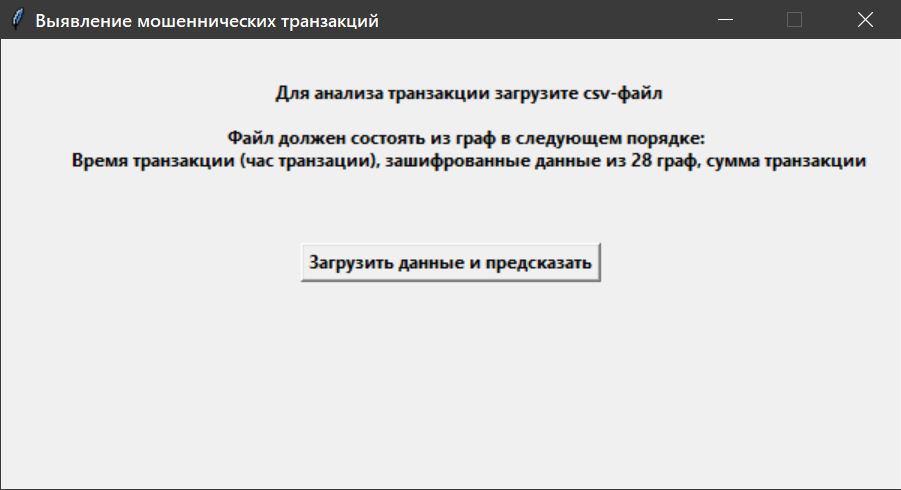 Выявление мошеннических транзакций
Для анализа транзакции загрузите csv-файл
Файл должен состоять из граф в следующем порядке:
Время транзакции (час транзации), зашифрованные данные из 28 граф, сумма транзакции
Загрузить данные и предсказать